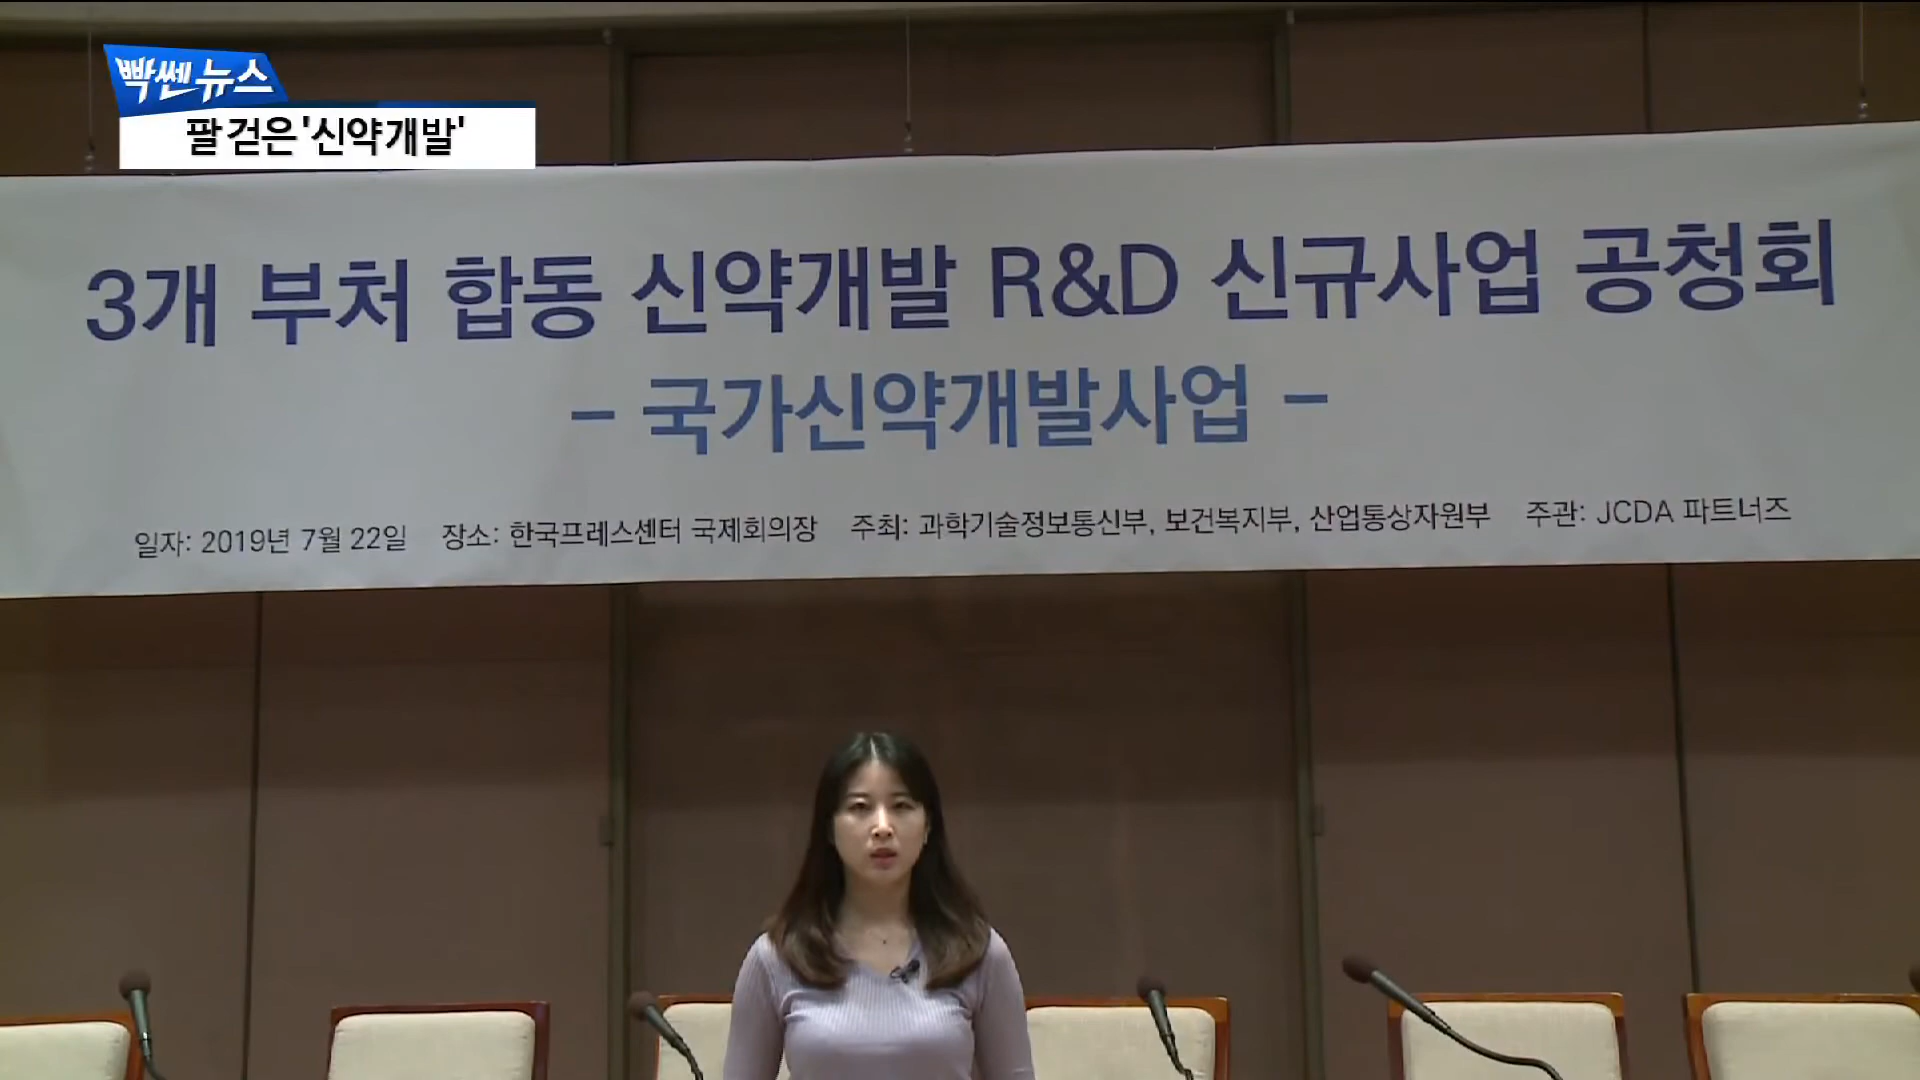 빡쎈뉴스
팔 걷은 '신약개발'
3개 부처 합동 신약개발 R&D 신규사업 공청회
- 국가신약개발사업 -
일자: 2019년 7월 22일 장소: 한국프레스센터 국제회의장 주최: 과학기술정보통신부, 보건복지부, 산업통상자원부 주관: JCDA 파트너즈